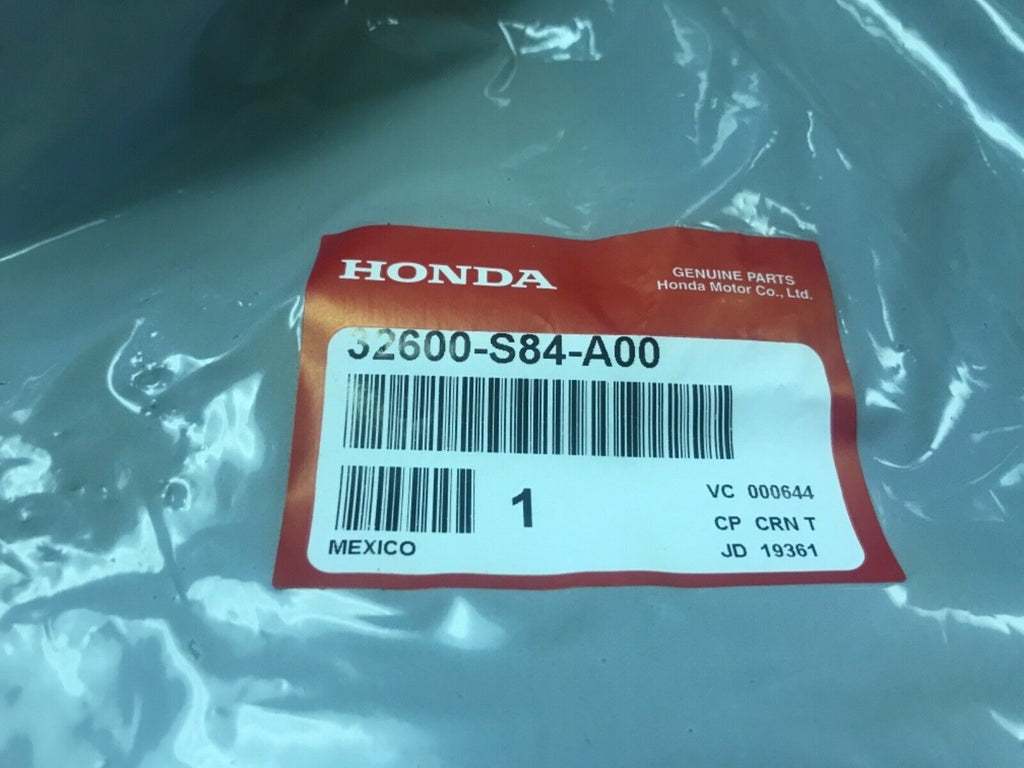 HONDA
GENUINE PARTS
Honda Motor Co., Ltd.
32600-S84-A00
1
VC 000644
CP CRN T
JD 19361
MEXICO